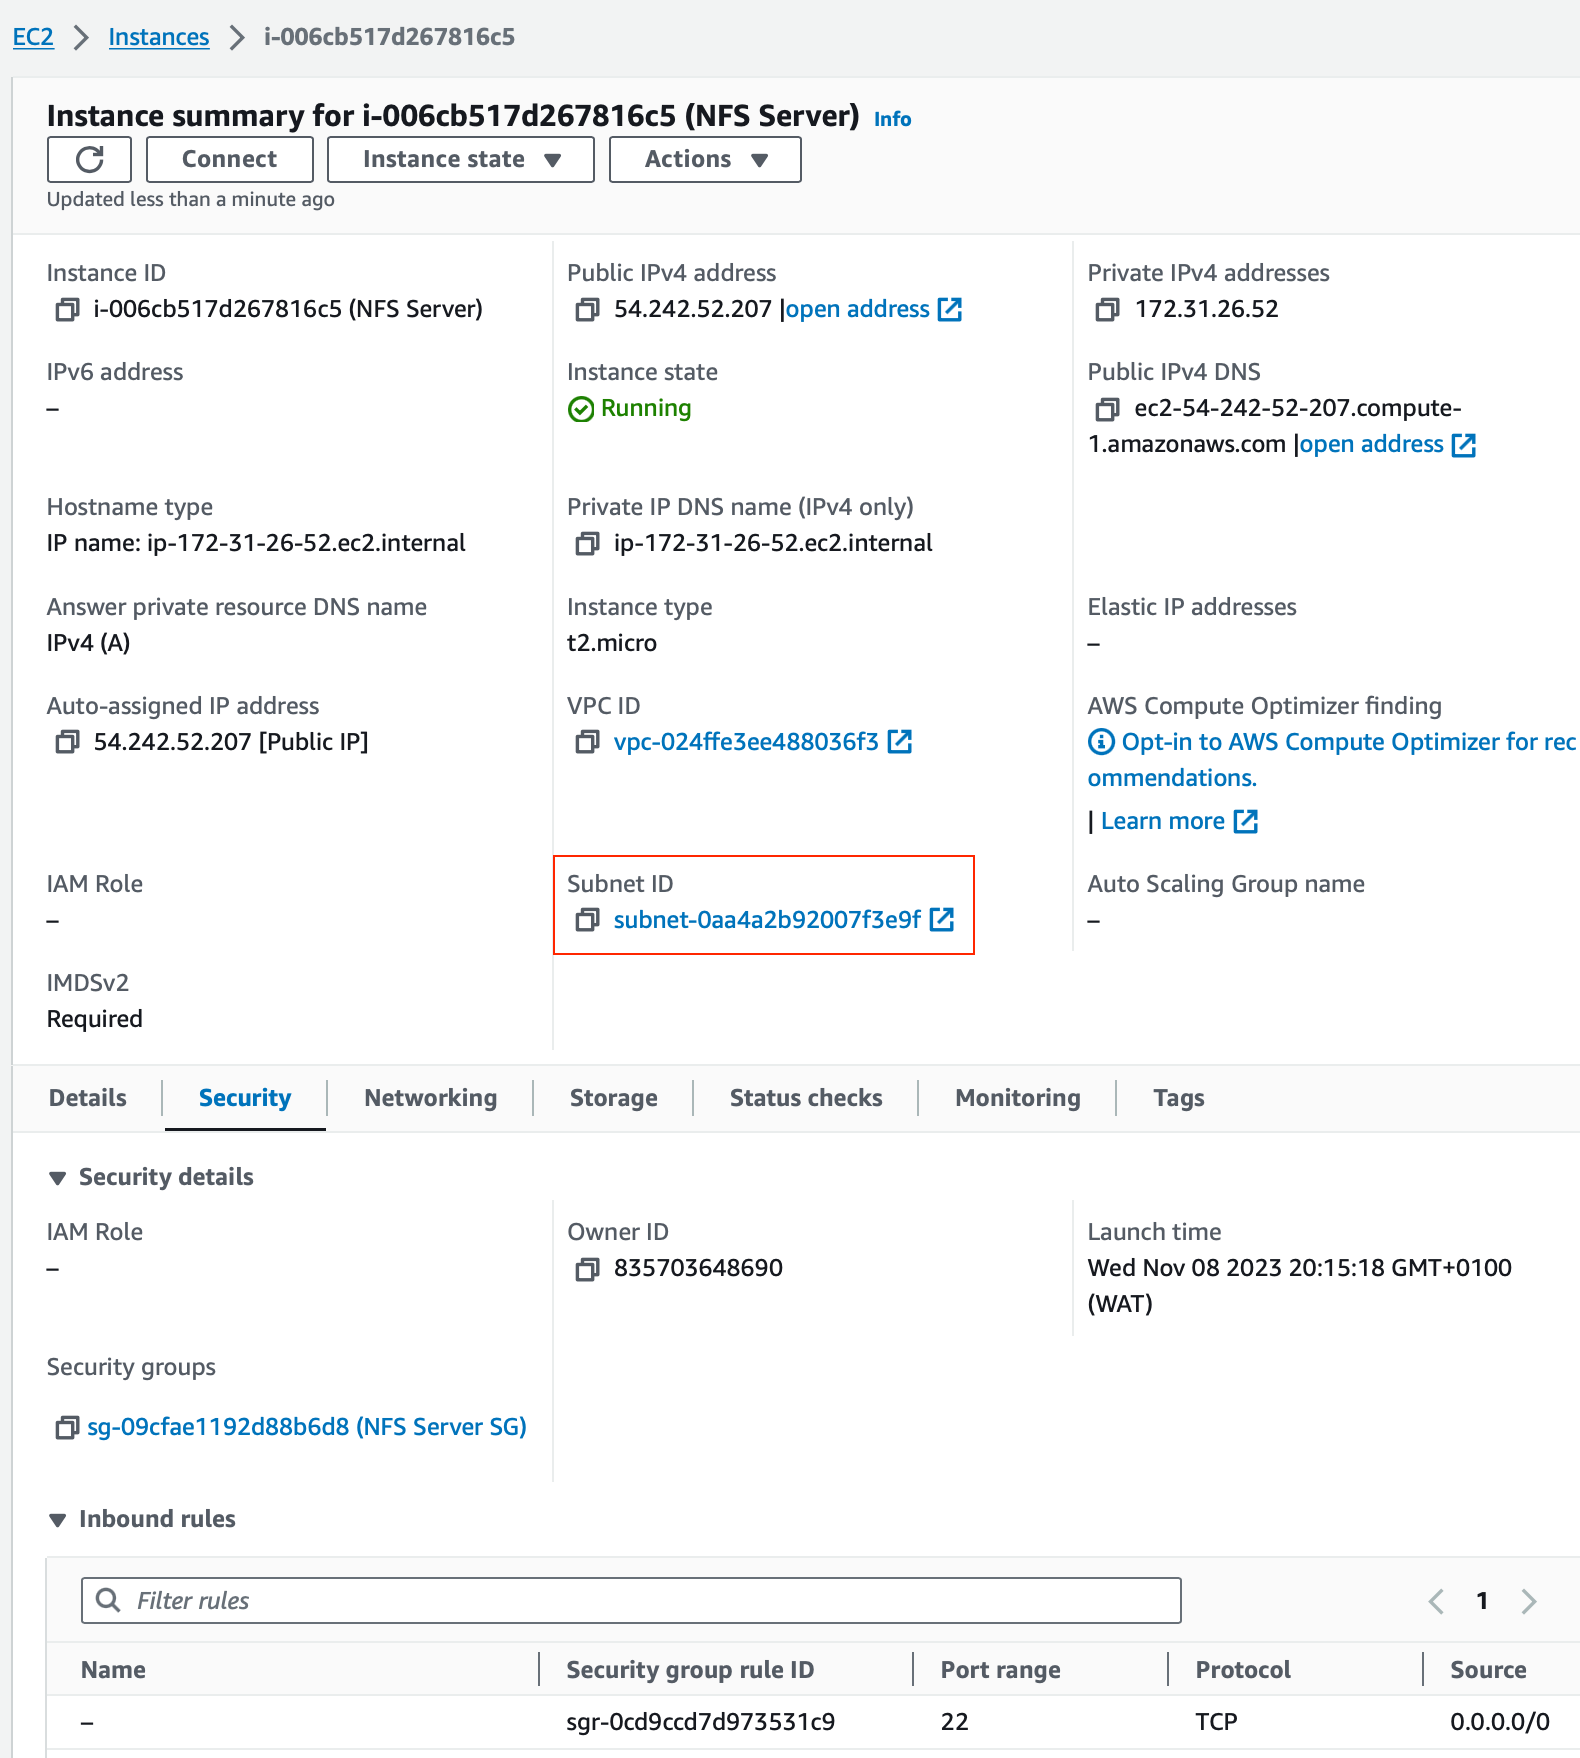 EC2 Instances i-006cb517d267816c5
Instance summary for i-006cb517d267816c5 (NFS Server) Info
Connect Instance state Actions
Updated less than a minute ago
Instance ID
i-006cb517d267816c5 (NFS Server)
Public IPv4 address
54.242.52.207 |open address
Private IPv4 addresses
172.31.26.52
IPv6 address
–
Instance state
Running
Public IPv4 DNS
ec2-54-242-52-207.compute-
1.amazonaws.com |open address
Hostname type
IP name: ip-172-31-26-52.ec2.internal
Private IP DNS name (IPv4 only)
ip-172-31-26-52.ec2.internal
Answer private resource DNS name
IPv4 (A)
Instance type
t2.micro
Elastic IP addresses
–
Auto-assigned IP address
54.242.52.207 [Public IP]
VPC ID
vpc-024ffe3ee488036f3
AWS Compute Optimizer finding
Opt-in to AWS Compute Optimizer for rec
ommendations.
| Learn more
IAM Role
–
Subnet ID
subnet-0aa4a2b92007f3e9f
Auto Scaling Group name
–
IMDSv2
Required
Details Security Networking Storage Status checks Monitoring Tags
Security details
IAM Role
–
Owner ID
835703648690
Launch time
Wed Nov 08 2023 20:15:18 GMT+0100
(WAT)
Security groups
sg-09cfae1192d88b6d8 (NFS Server SG)
Inbound rules
Filter rules 1
Name Security group rule ID Port range Protocol Source
– sgr-0cd9ccd7d973531c9 22 TCP 0.0.0.0/0